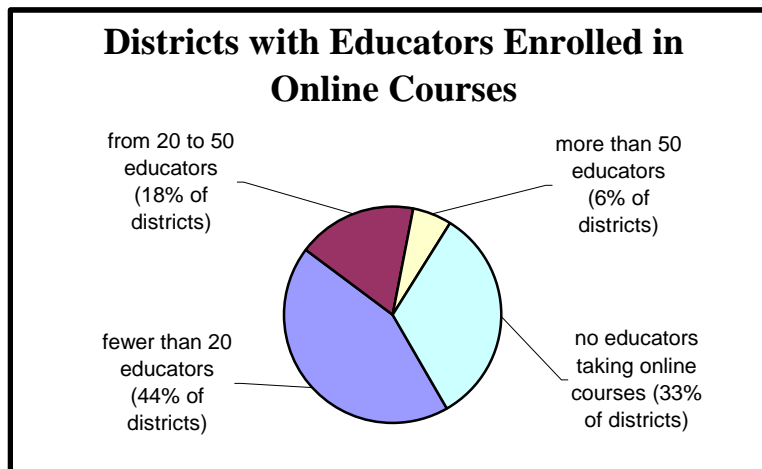 Districts with Educators Enrolled in
Online Courses
from 20 to 50
educators
(18% of
districts)
more than 50
educators
(6% of
districts)
fewer than 20
educators
(44% of
districts)
no educators
taking online
courses (33%
of districts)